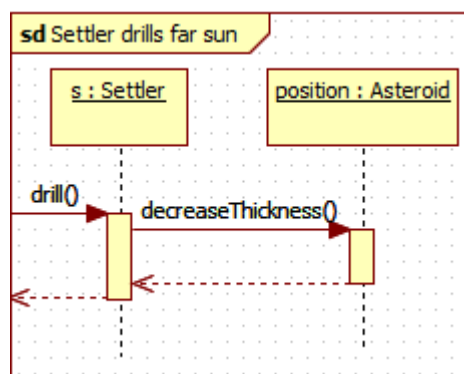 sd Settler drills far sun
s : Settler
position : Asteroid
drill()
decreaseThickness()